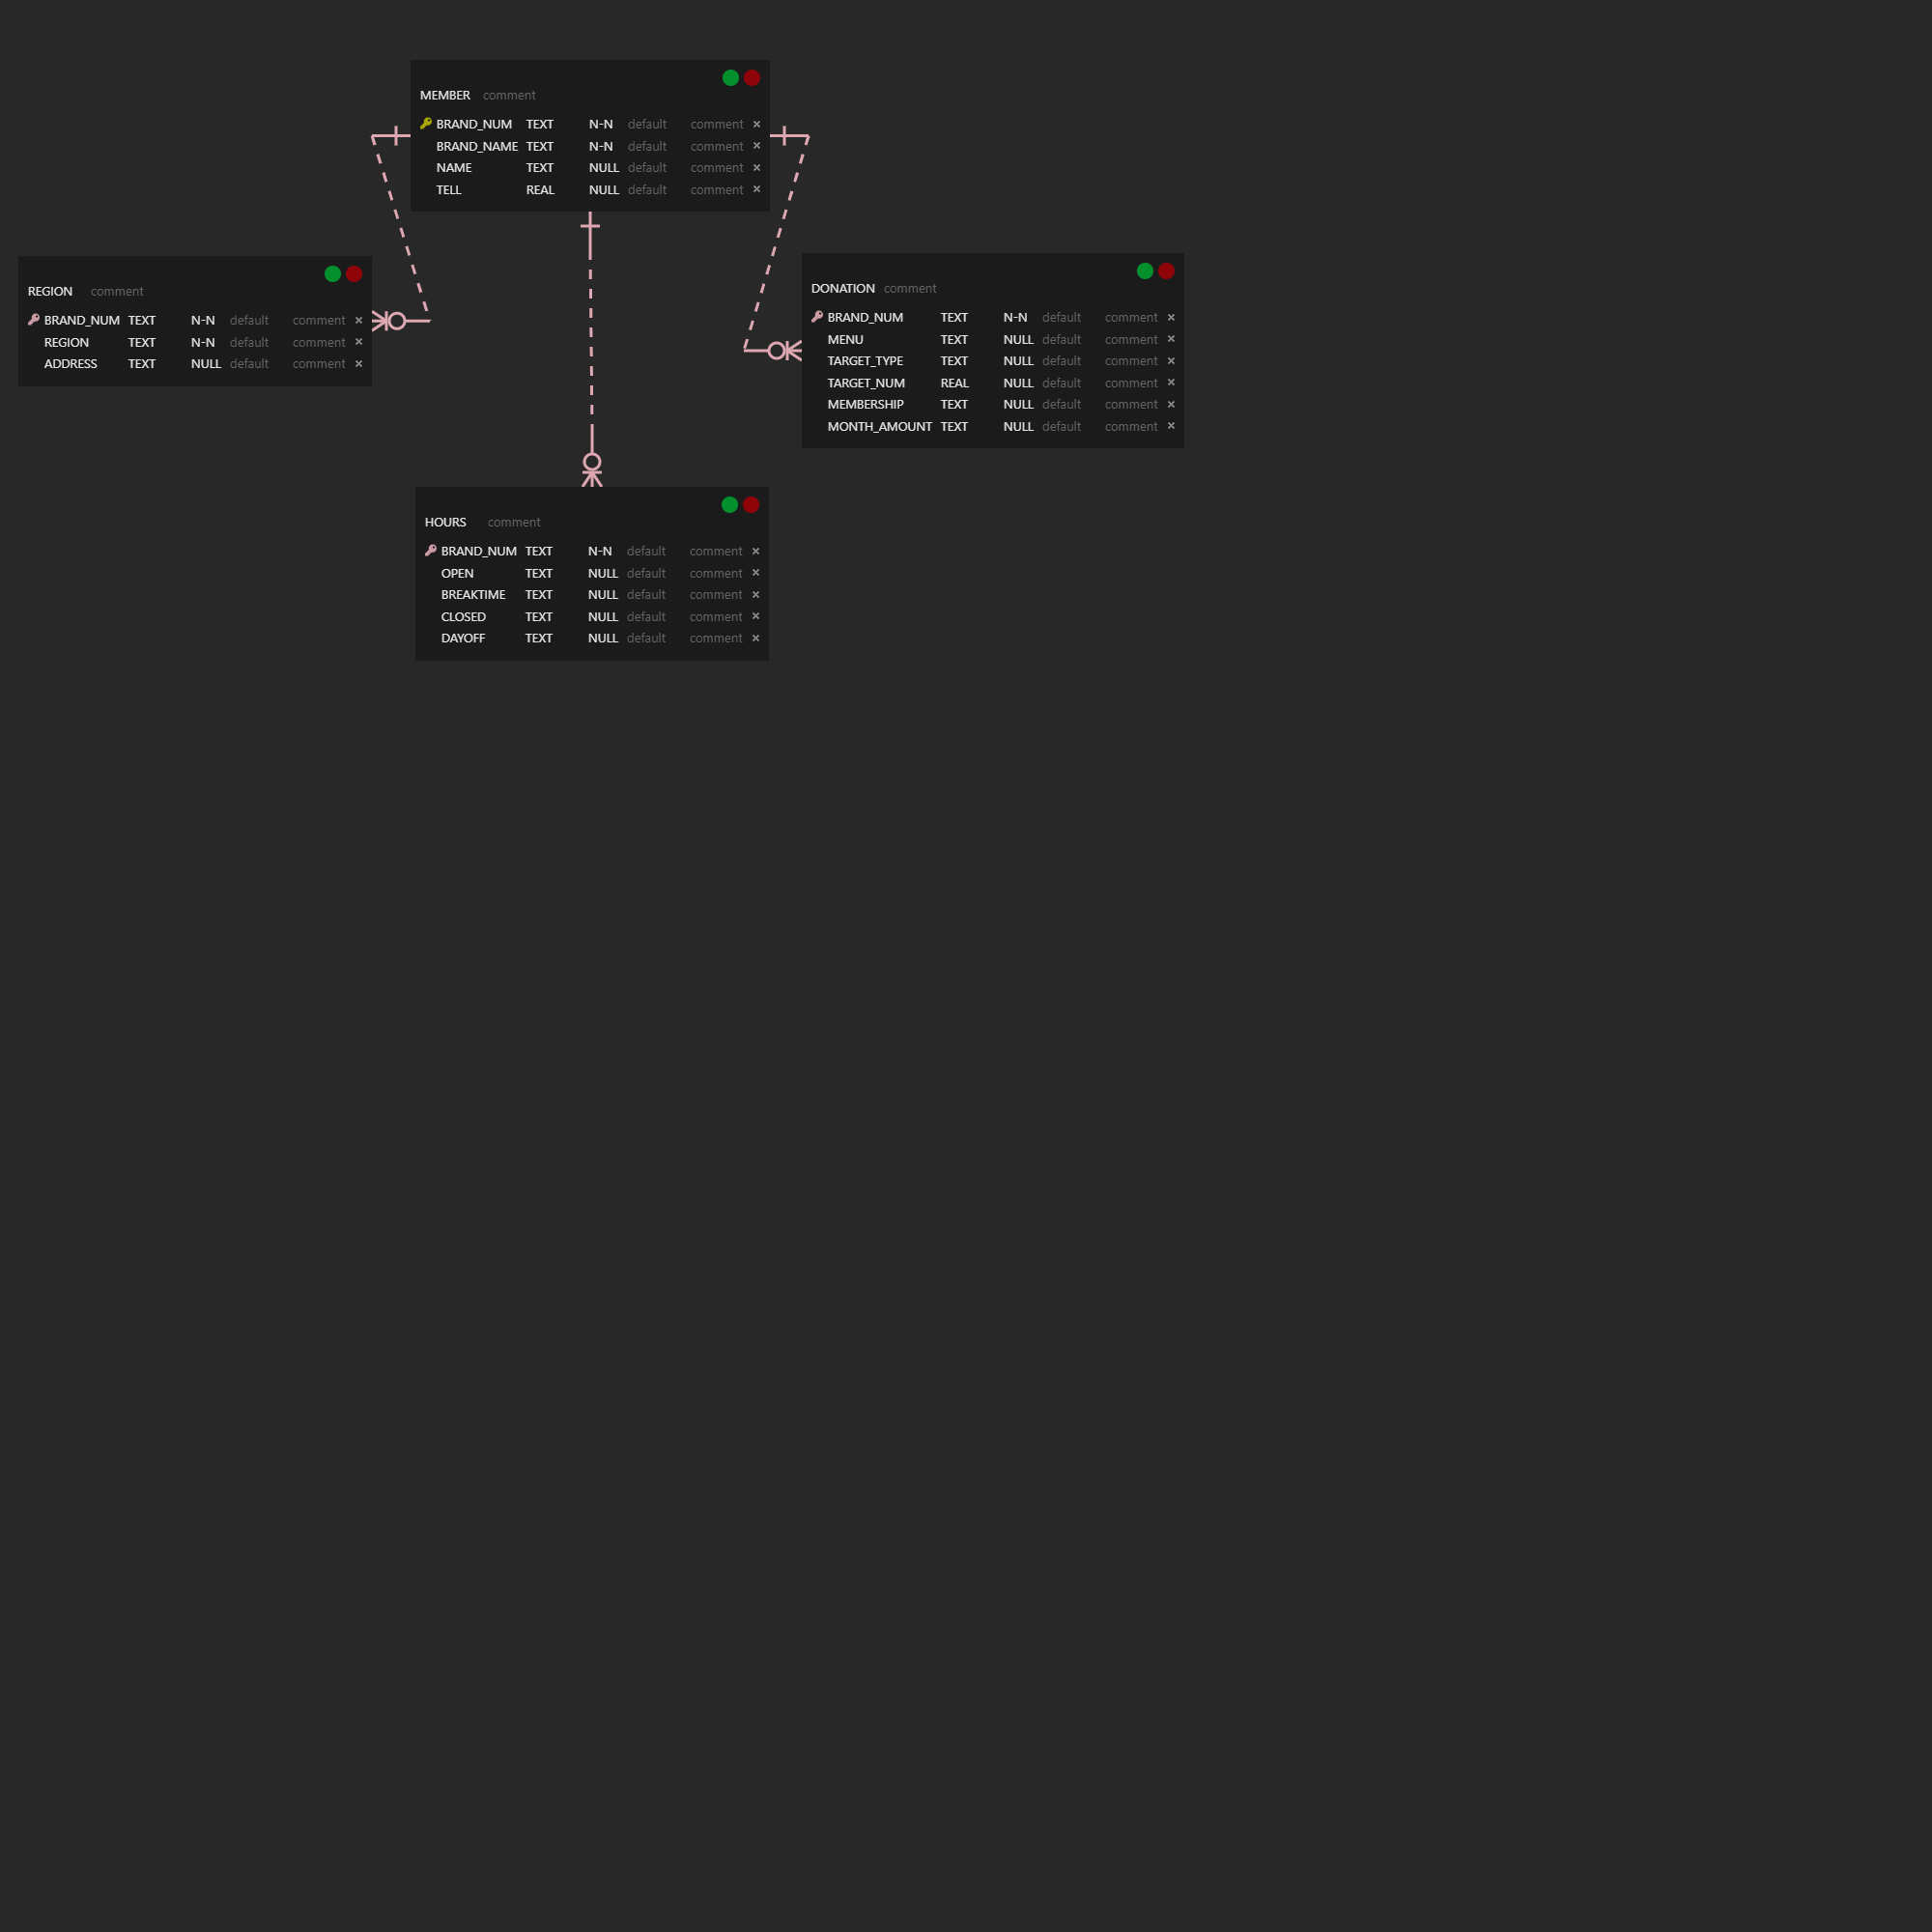 MEMBER comment
BRAND_NUM TEXT N-N default comment ×
BRAND_NAME TEXT N-N default comment ×
NAME TEXT NULL default comment ×
TELL REAL NULL default comment ×
REGION comment
BRAND_NUM TEXT N-N default comment ×
REGION TEXT N-N default comment ×
ADDRESS TEXT NULL default comment ×
DONATION comment
BRAND_NUM TEXT N-N default comment ×
MENU TEXT NULL default comment ×
TARGET_TYPE TEXT NULL default comment ×
TARGET_NUM REAL NULL default comment ×
MEMBERSHIP TEXT NULL default comment ×
MONTH_AMOUNT TEXT NULL default comment ×
HOURS comment
BRAND_NUM TEXT N-N default comment ×
OPEN TEXT NULL default comment ×
BREAKTIME TEXT NULL default comment ×
CLOSED TEXT NULL default comment ×
DAYOFF TEXT NULL default comment ×